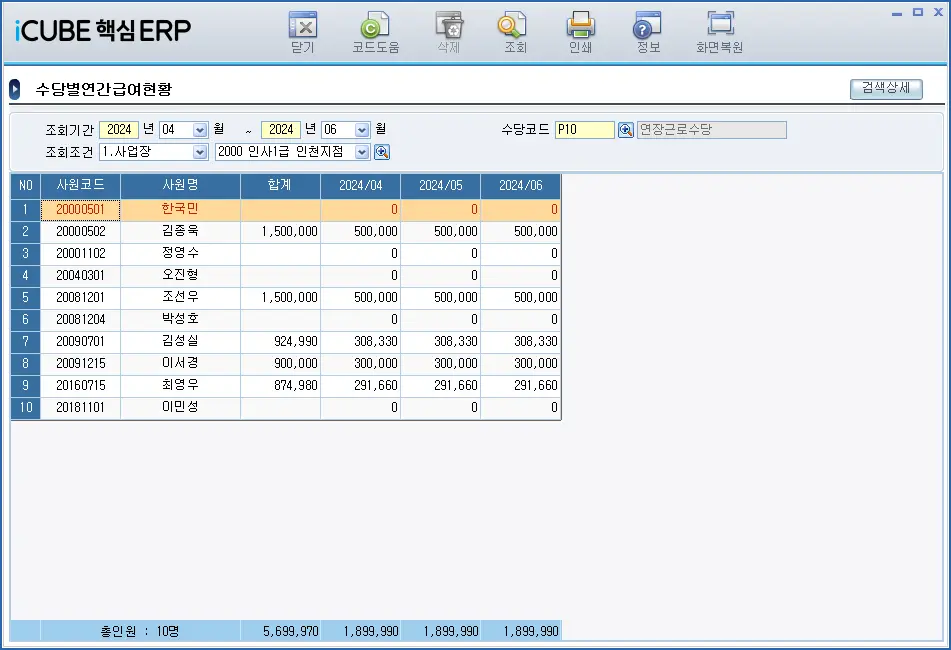 iCUBE 핵심ERP
닫기 코드도움 삭제 조회 인쇄 정보 화면복원
수당별연간급여현황 검색상세
조회기간 2024 년 04 월 ~ 2024 년 06 월 수당코드 P10 연장근로수당
조회조건 1.사업장 2000 인사1급 인천지점
NO 사원코드 사원명 합계 2024/04 2024/05 2024/06
1 20000501 한국민 0 0 0
2 20000502 김종욱 1,500,000 500,000 500,000 500,000
3 20001102 정영수 0 0 0
4 20040301 오진형 0 0 0
5 20081201 조선우 1,500,000 500,000 500,000 500,000
6 20081204 박성호 0 0 0
7 20090701 김성실 924,990 308,330 308,330 308,330
8 20091215 이서경 900,000 300,000 300,000 300,000
9 20160715 최영우 874,980 291,660 291,660 291,660
10 20181101 이민성 0 0 0
총인원 : 10명 5,699,970 1,899,990 1,899,990 1,899,990